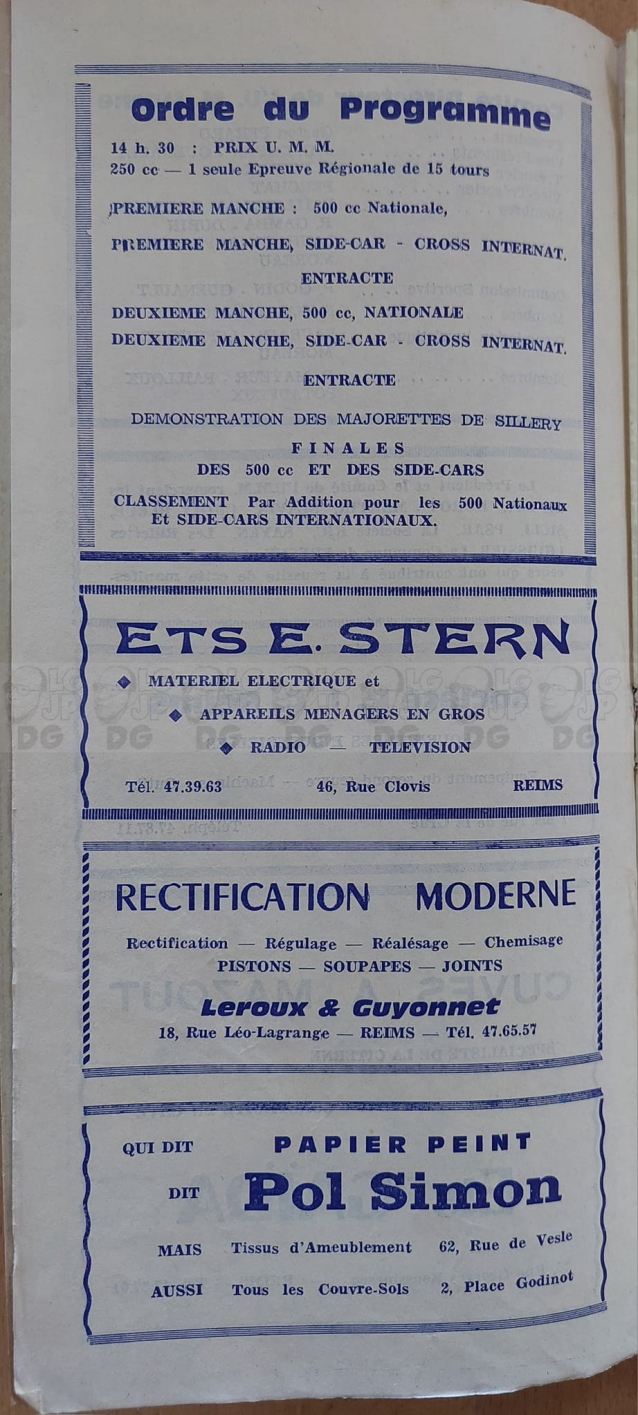 Ordre du Programme
14 h. 30 : PRIX U. M. M.
250 cc — 1 seule Epreuve Régionale de 15 tours
PREMIERE MANCHE : 500 cc Nationale,
PREMIERE MANCHE, SIDE-CAR - CROSS INTERNAT.
ENTRACTE
DEUXIEME MANCHE, 500 cc, NATIONALE
DEUXIEME MANCHE, SIDE-CAR - CROSS INTERNAT.
ENTRACTE
DEMONSTRATION DES MAJORETTES DE SILLERY
FINALES
DES 500 cc ET DES SIDE-CARS
CLASSEMENT Par Addition pour les 500 Nationaux
Et SIDE-CARS INTERNATIONAUX.
ETS E. STERN
MATERIEL ELECTRIQUE et
APPAREILS MENAGERS EN GROS
RADIO — TELEVISION
Tél. 47.39.63 46, Rue Clovis REIMS
RECTIFICATION MODERNE
Rectification — Régulage — Réalésage — Chemisage
PISTONS — SOUPAPES — JOINTS
Leroux & Guyonnet
18, Rue Léo-Lagrange — REIMS — Tél. 47.65.57
QUI DIT PAPIER PEINT
DIT Pol Simon
MAIS Tissus d'Ameublement 62, Rue de Vesle
AUSSI Tous les Couvre-Sols 2, Place Godinot